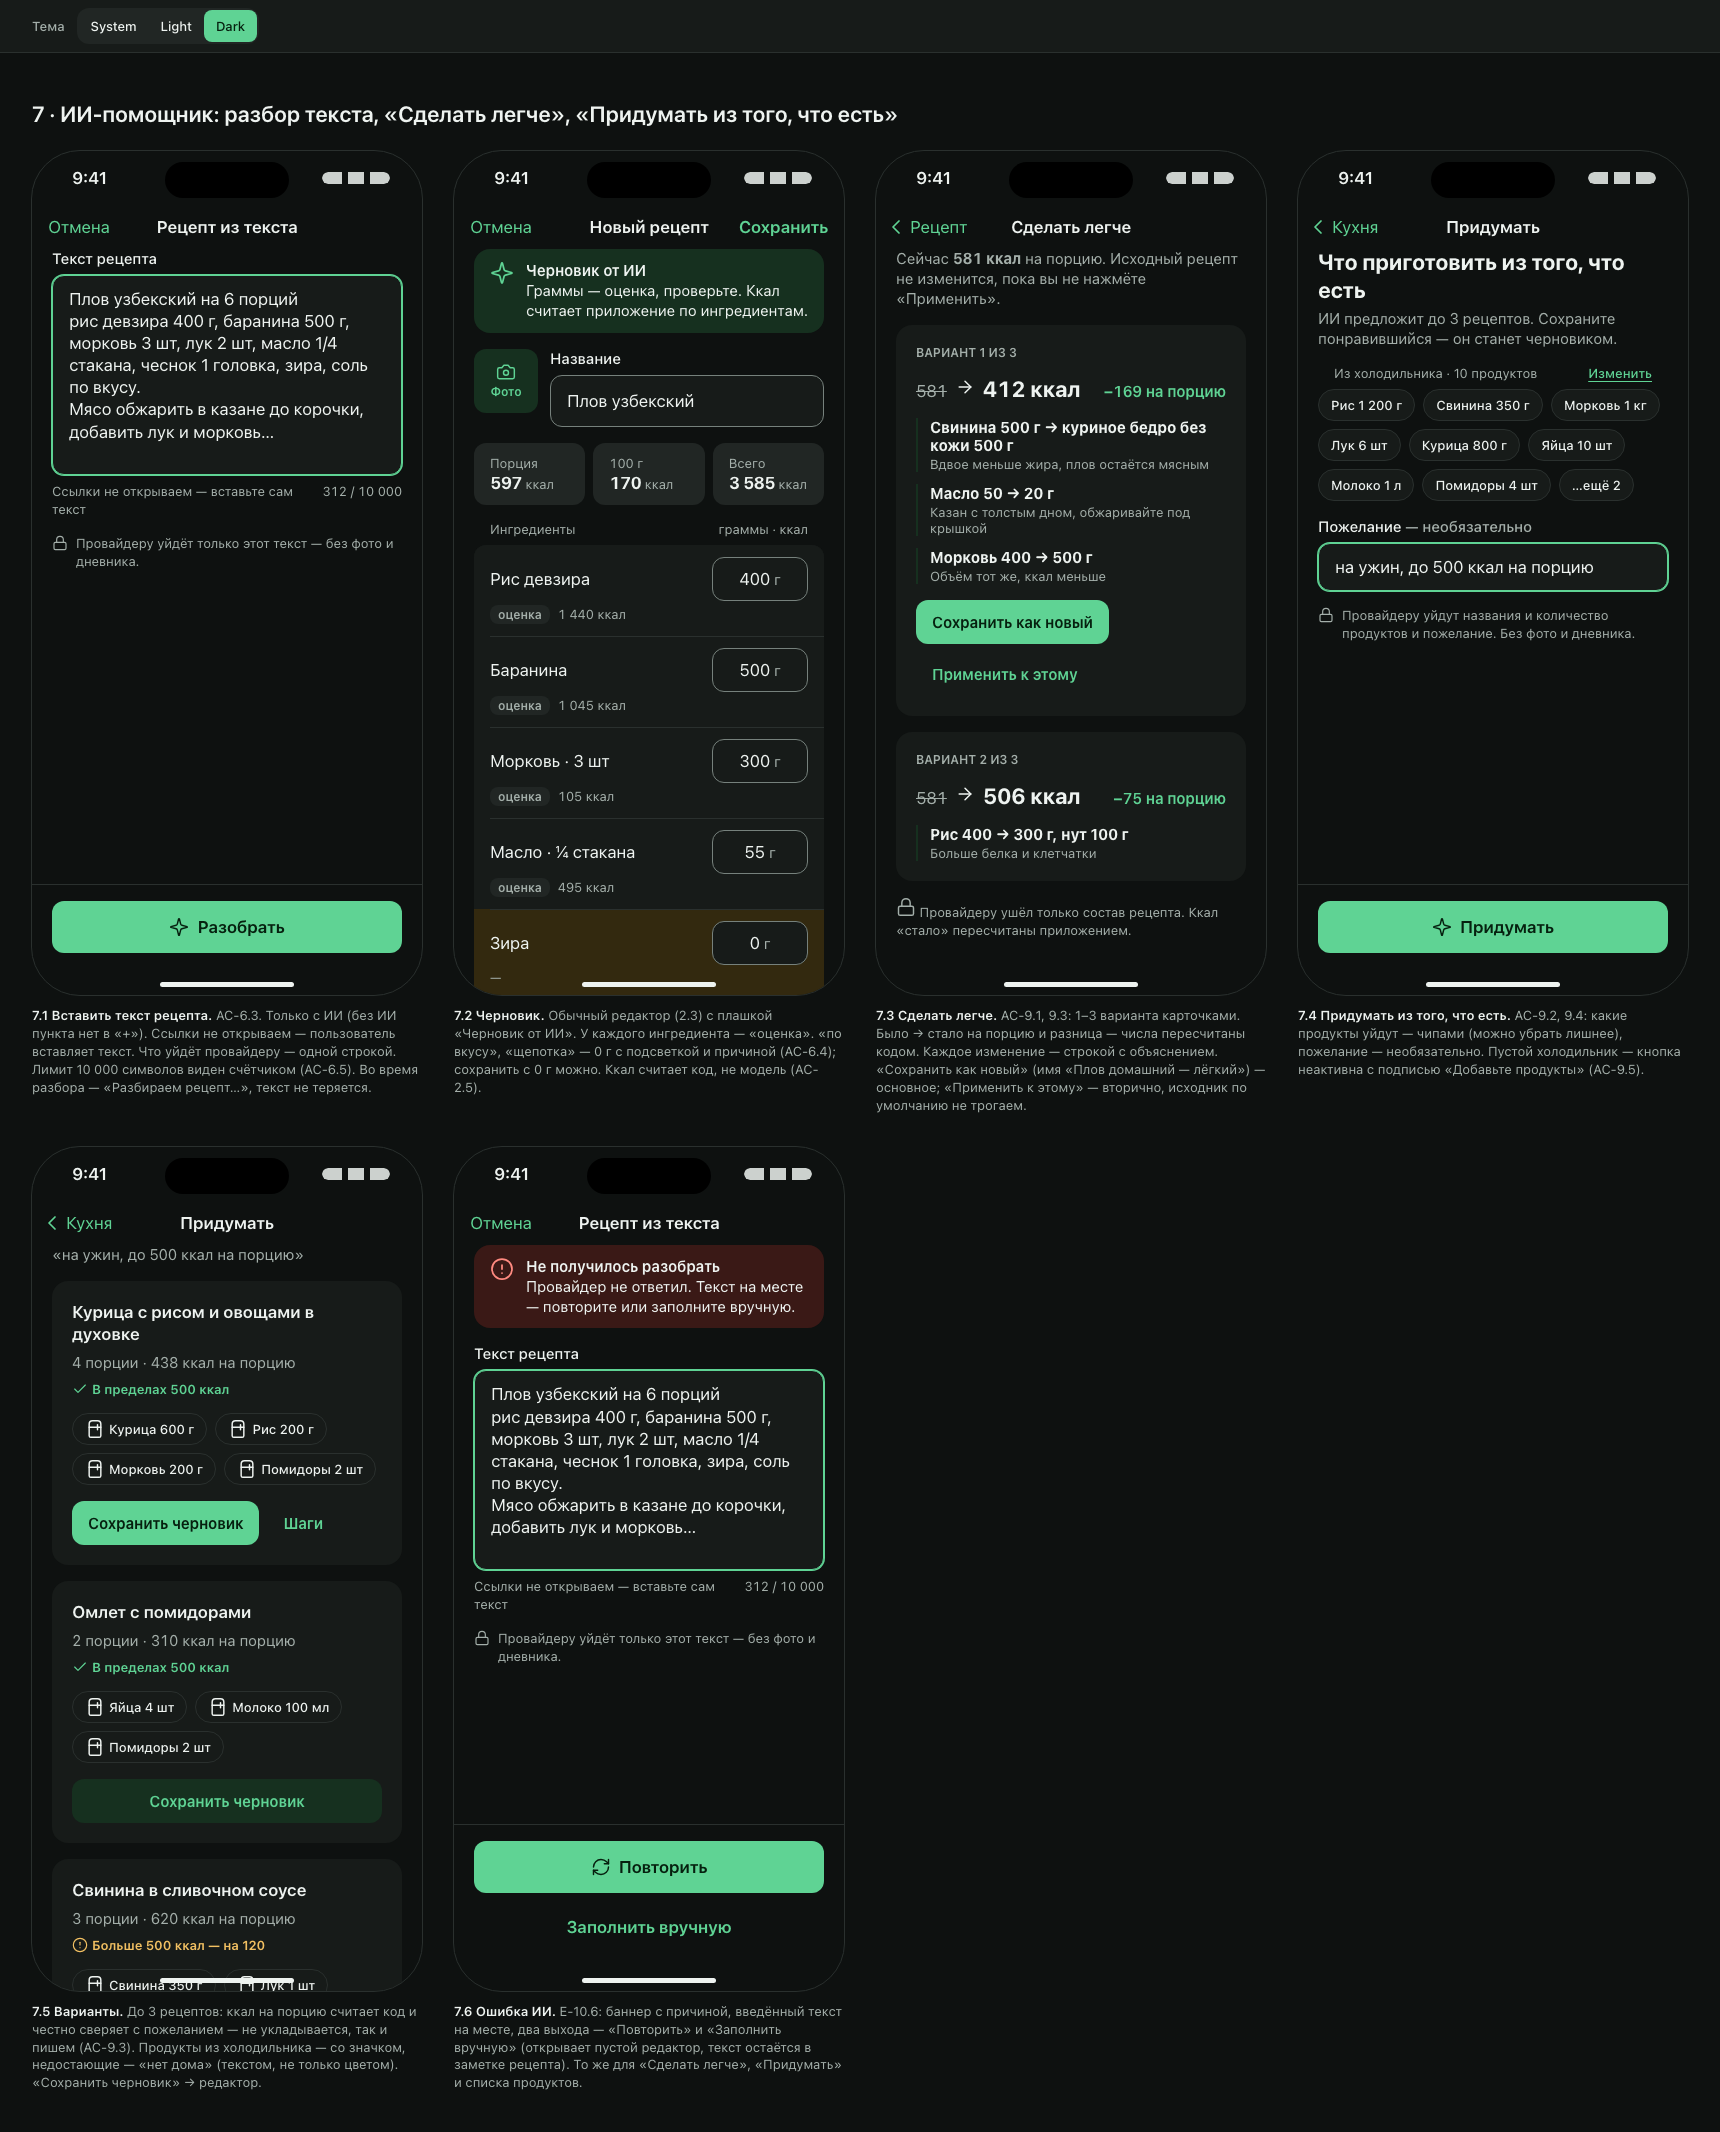 Тема System Light Dark
7 · ИИ-помощник: разбор текста, «Сделать легче», «Придумать из того, что есть»
9:41
Отмена Рецепт из текста
Текст рецепта
Плов узбекский на 6 порций
рис девзира 400 г, баранина 500 г,
морковь 3 шт, лук 2 шт, масло 1/4
стакана, чеснок 1 головка, зира, соль
по вкусу.
Мясо обжарить в казане до корочки,
добавить лук и морковь...
Ссылки не открываем — вставьте сам 312 / 10 000
текст
Провайдеру уйдёт только этот текст — без фото и
дневника.
Разобрать
7.1 Вставить текст рецепта. AC-6.3. Только с ИИ (без ИИ
пункта нет в «+»). Ссылки не открываем — пользователь
вставляет текст. Что уйдёт провайдеру — одной строкой.
Лимит 10 000 символов виден счётчиком (AC-6.5). Во время
разбора — «Разбираем рецепт...», текст не теряется.
9:41
Отмена Новый рецепт Сохранить
Черновик от ИИ
Граммы — оценка, проверьте. Ккал
считает приложение по ингредиентам.
Фото
Название
Плов узбекский
Порция 100 г Всего
597 ккал 170 ккал 3 585 ккал
Ингредиенты граммы · ккал
Рис девзира 400 г
оценка 1 440 ккал
Баранина 500 г
оценка 1 045 ккал
Морковь · 3 шт 300 г
оценка 105 ккал
Масло · ¼ стакана 55 г
оценка 495 ккал
Зира 0 г
—
7.2 Черновик. Обычный редактор (2.3) с плашкой
«Черновик от ИИ». У каждого ингредиента — «оценка». «по
вкусу», «щепотка» — 0 г с подсветкой и причиной (AC-6.4);
сохранить с 0 г можно. Ккал считает код, не модель (AC-
2.5).
9:41
Рецепт Сделать легче
Сейчас 581 ккал на порцию. Исходный рецепт
не изменится, пока вы не нажмёте
«Применить».
ВАРИАНТ 1 ИЗ 3
581 → 412 ккал −169 на порцию
Свинина 500 г → куриное бедро без
кожи 500 г
Вдвое меньше жира, плов остаётся мясным
Масло 50 → 20 г
Казан с толстым дном, обжаривайте под
крышкой
Морковь 400 → 500 г
Объём тот же, ккал меньше
Сохранить как новый
Применить к этому
ВАРИАНТ 2 ИЗ 3
581 → 506 ккал −75 на порцию
Рис 400 → 300 г, нут 100 г
Больше белка и клетчатки
Провайдеру ушёл только состав рецепта. Ккал
«стало» пересчитаны приложением.
7.3 Сделать легче. AC-9.1, 9.3: 1–3 варианта карточками.
Было → стало на порцию и разница — числа пересчитаны
кодом. Каждое изменение — строкой с объяснением.
«Сохранить как новый» (имя «Плов домашний — лёгкий») —
основное; «Применить к этому» — вторично, исходник по
умолчанию не трогаем.
9:41
Кухня Придумать
Что приготовить из того, что
есть
ИИ предложит до 3 рецептов. Сохраните
понравившийся — он станет черновиком.
Из холодильника · 10 продуктов Изменить
Рис 1 200 г Свинина 350 г Морковь 1 кг
Лук 6 шт Курица 800 г Яйца 10 шт
Молоко 1 л Помидоры 4 шт ...ещё 2
Пожелание — необязательно
на ужин, до 500 ккал на порцию
Провайдеру уйдут названия и количество
продуктов и пожелание. Без фото и дневника.
Придумать
7.4 Придумать из того, что есть. AC-9.2, 9.4: какие
продукты уйдут — чипами (можно убрать лишнее),
пожелание — необязательно. Пустой холодильник — кнопка
неактивна с подписью «Добавьте продукты» (AC-9.5).
9:41
Кухня Придумать
«на ужин, до 500 ккал на порцию»
Курица с рисом и овощами в
духовке
4 порции · 438 ккал на порцию
В пределах 500 ккал
Курица 600 г Рис 200 г
Морковь 200 г Помидоры 2 шт
Сохранить черновик Шаги
Омлет с помидорами
2 порции · 310 ккал на порцию
В пределах 500 ккал
Яйца 4 шт Молоко 100 мл
Помидоры 2 шт
Сохранить черновик
Свинина в сливочном соусе
3 порции · 620 ккал на порцию
Больше 500 ккал — на 120
Свинина 350 г Лук 1 шт
7.5 Варианты. До 3 рецептов: ккал на порцию считает код и
честно сверяет с пожеланием — не укладывается, так и
пишем (AC-9.3). Продукты из холодильника — со значком,
недостающие — «нет дома» (текстом, не только цветом).
«Сохранить черновик» → редактор.
9:41
Отмена Рецепт из текста
Не получилось разобрать
Провайдер не ответил. Текст на месте
— повторите или заполните вручную.
Текст рецепта
Плов узбекский на 6 порций
рис девзира 400 г, баранина 500 г,
морковь 3 шт, лук 2 шт, масло 1/4
стакана, чеснок 1 головка, зира, соль
по вкусу.
Мясо обжарить в казане до корочки,
добавить лук и морковь...
Ссылки не открываем — вставьте сам 312 / 10 000
текст
Провайдеру уйдёт только этот текст — без фото и
дневника.
Повторить
Заполнить вручную
7.6 Ошибка ИИ. E-10.6: баннер с причиной, введённый текст
на месте, два выхода — «Повторить» и «Заполнить
вручную» (открывает пустой редактор, текст остаётся в
заметке рецепта). То же для «Сделать легче», «Придумать»
и списка продуктов.